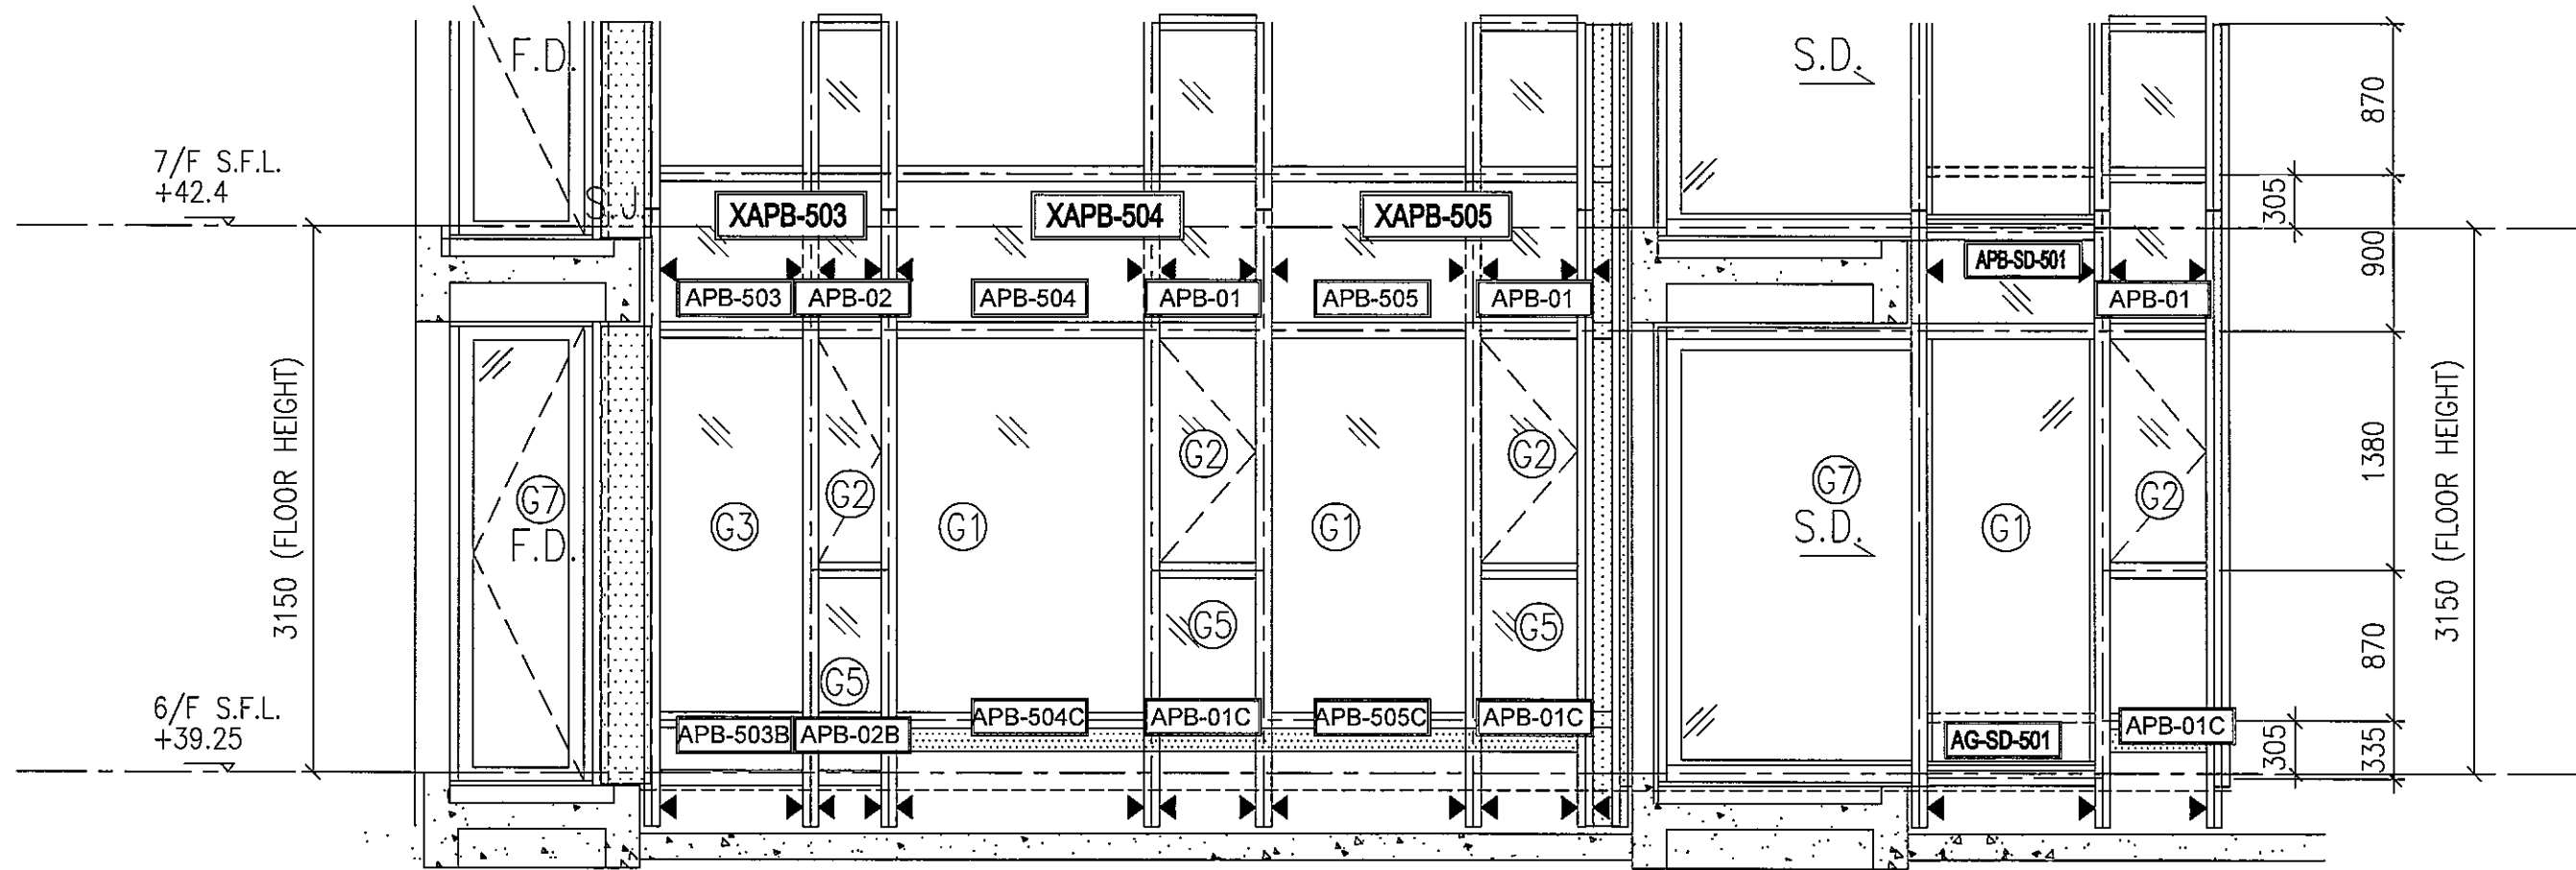 F.D.
S.D.
870
7/F S.F.L.
+42.4
S.J.
XAPB-503
XAPB-504
XAPB-505
305
900
APB-SD-501
APB-503
APB-02
APB-504
APB-01
APB-505
APB-01
APB-01
3150 (FLOOR HEIGHT)
1380
3150 (FLOOR HEIGHT)
G7
F.D.
G3
G2
G1
G2
G1
G2
G7
S.D.
G1
G2
G5
G5
G5
870
6/F S.F.L.
+39.25
APB-503B
APB-02B
APB-504C
APB-01C
APB-505C
APB-01C
AG-SD-501
APB-01C
305
335